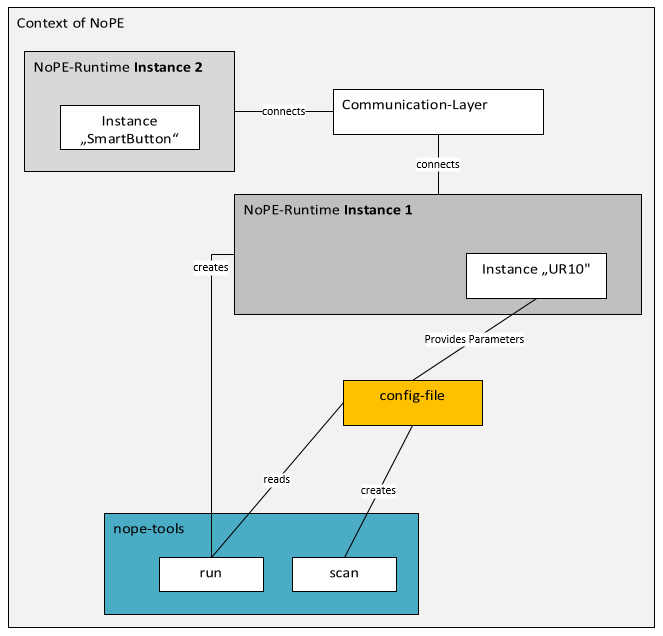 Context of NoPE
NoPE-Runtime Instance 2
Instance
„SmartButton“
connects
Communication-Layer
connects
NoPE-Runtime Instance 1
creates
Instance „UR10"
Provides Parameters
config-file
reads
creates
nope-tools
run
scan